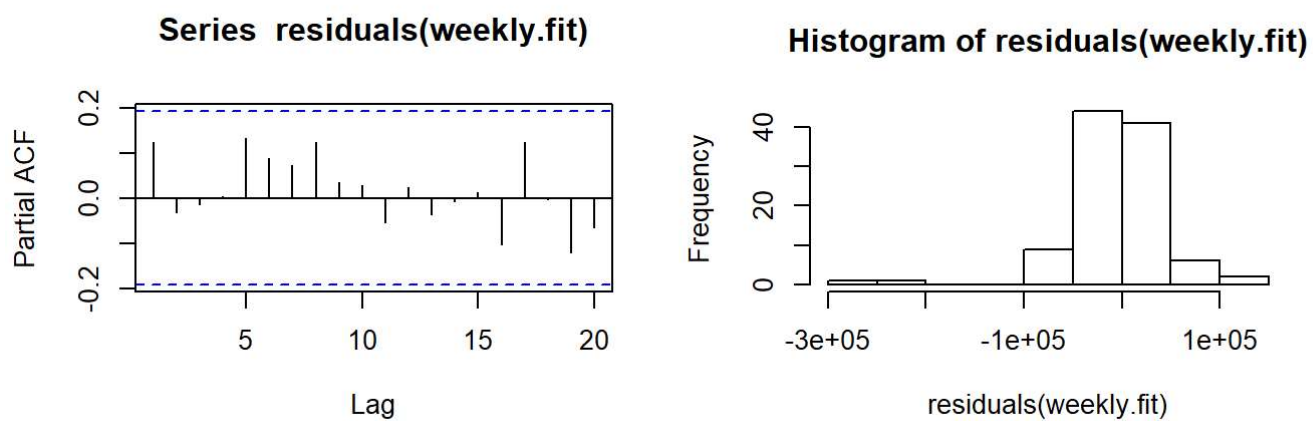 Series  residuals(weekly.fit)
Partial ACF
0.2
0.0
-0.2
5 10 15 20
Lag
Histogram of residuals(weekly.fit)
Frequency
40
20
0
-3e+05 -1e+05 1e+05
residuals(weekly.fit)